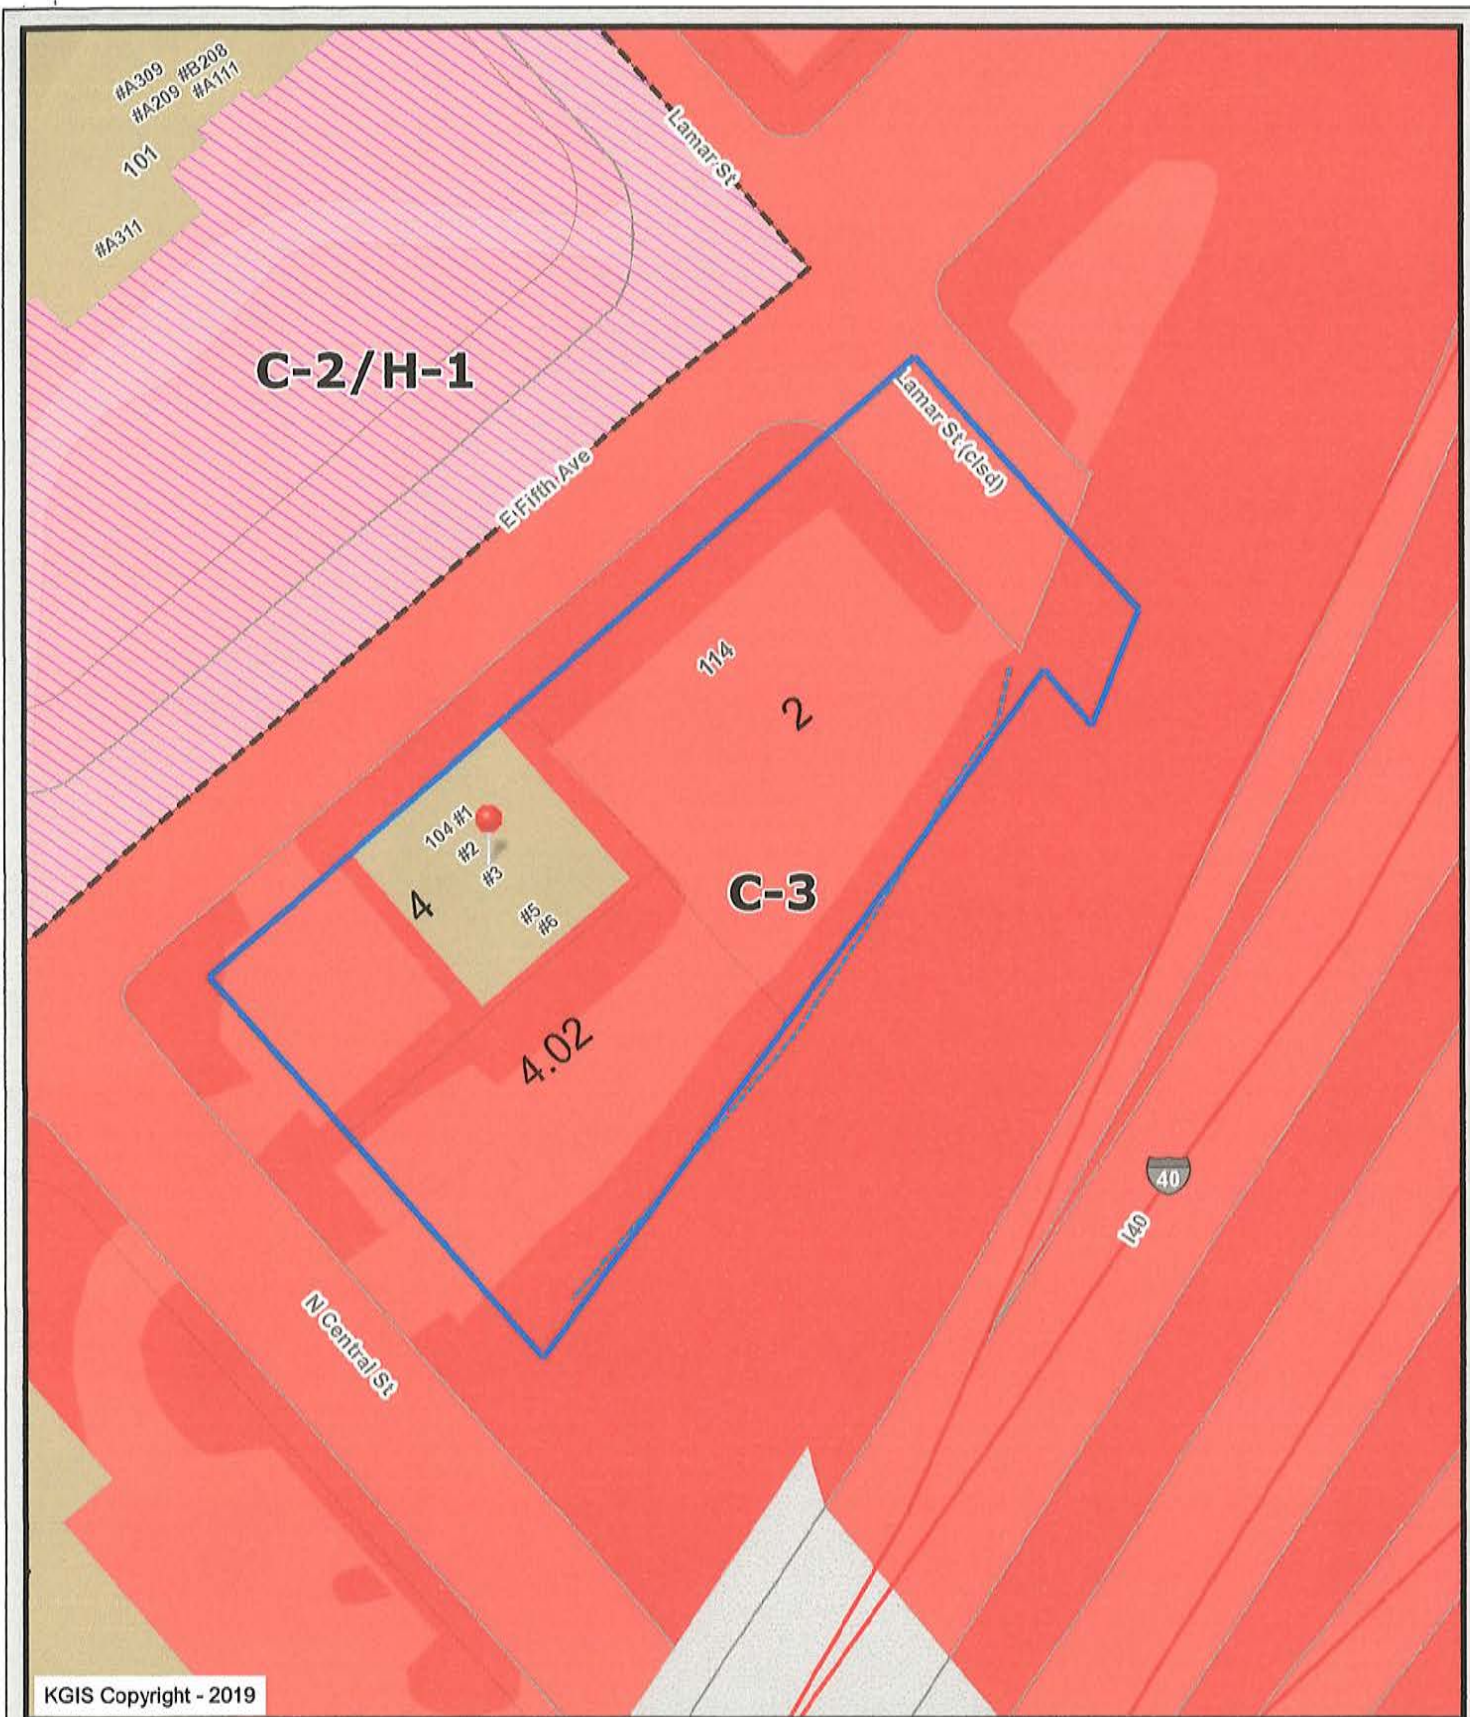 #A309 #B208
#A209 #A111
101
#A311
Lamar St
C-2/H-1
Lamar St (clsd)
E Fifth Ave
114
2
104 #1
#2
#3
4
#5
#6
C-3
4.02
40
I40
N Central St
KGIS Copyright - 2019